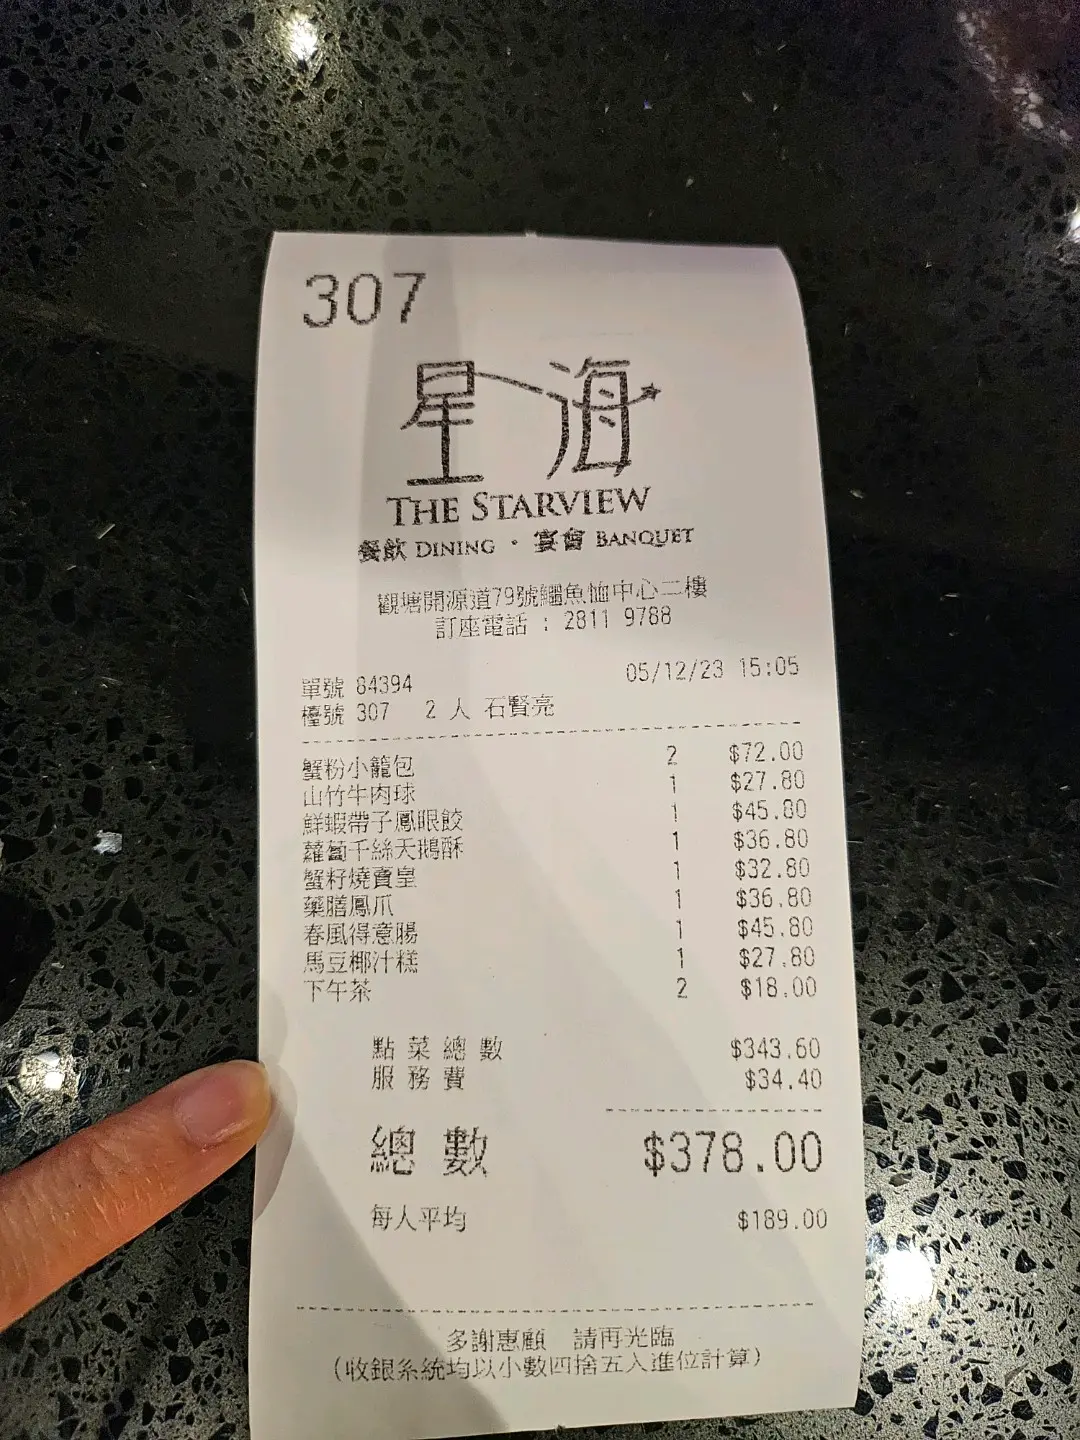 307
星海
THE STARVIEW
餐飲 DINING · 宴會 BANQUET
觀塘開源道79號鱷魚恤中心二樓
訂座電話 : 2811 9788
單號 84394 05/12/23 15:05
檯號 307 2 人 石賢亮
蟹粉小籠包 2 $72.00
山竹牛肉球 1 $27.80
鮮蝦帶子鳳眼餃 1 $45.80
蘿蔔千絲天鵝酥 1 $36.80
蟹籽燒賣皇 1 $32.80
藥膳鳳爪 1 $36.80
春風得意腸 1 $45.80
馬豆椰汁糕 1 $27.80
下午茶 2 $18.00
點菜總數 $343.60
服務費 $34.40
總數 $378.00
每人平均 $189.00
多謝惠顧 請再光臨
(收銀系統均以小數四捨五入進位計算)